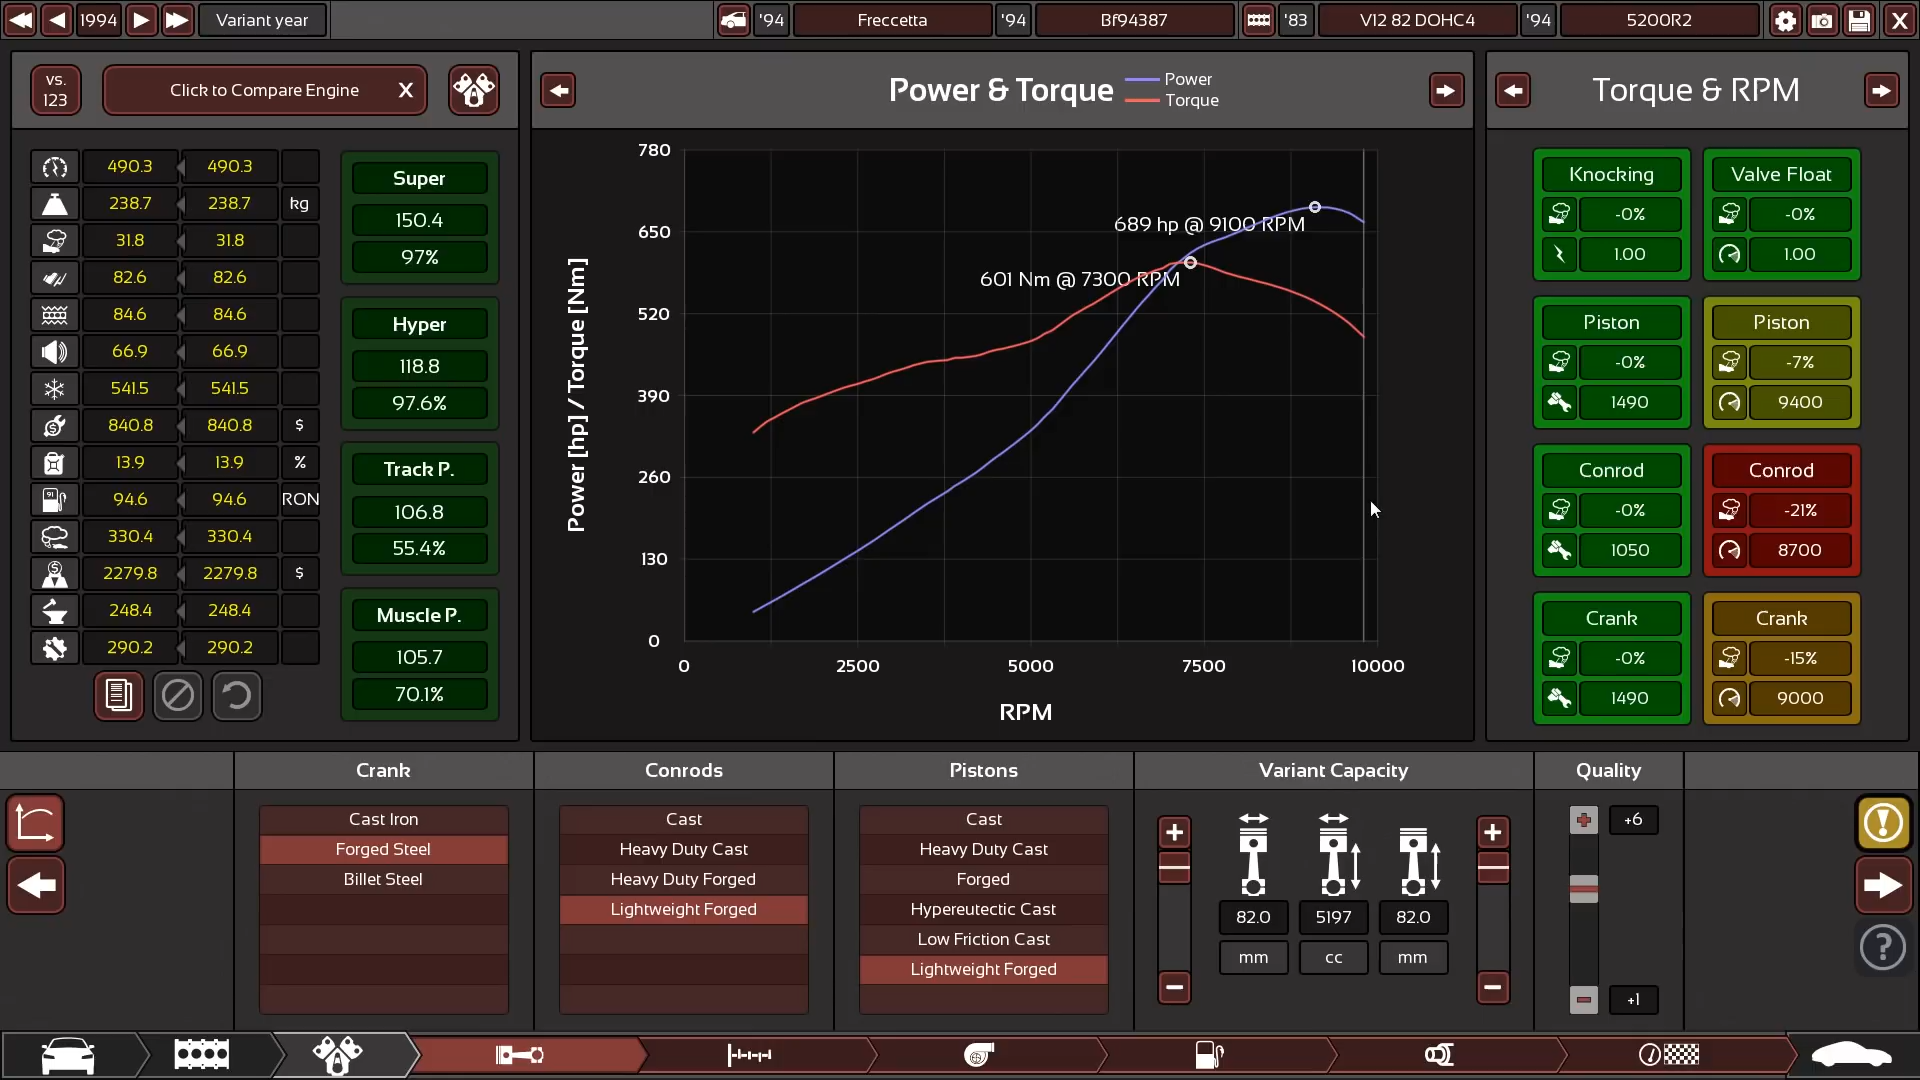 1994 Variant year '94 Freccetta '94 Bf94387 '83 V12 82 DOHC4 '94 5200R2 X
vs. 123 Click to Compare Engine X
490.3 490.3
238.7 238.7 kg
31.8 31.8
82.6 82.6
84.6 84.6
66.9 66.9
541.5 541.5
840.8 840.8 $
13.9 13.9 %
94.6 94.6 RON
330.4 330.4
2279.8 2279.8 $
248.4 248.4
290.2 290.2
Super
150.4
97%
Hyper
118.8
97.6%
Track P.
106.8
55.4%
Muscle P.
105.7
70.1%
Power & Torque
Power
Torque
780
650
520
390
260
130
0
Power [hp] / Torque [Nm]
689 hp @ 9100 RPM
601 Nm @ 7300 RPM
0 2500 5000 7500 10000
RPM
Torque & RPM
Knocking Valve Float
-0% -0%
1.00 1.00
Piston Piston
-0% -7%
1490 9400
Conrod Conrod
-0% -21%
1050 8700
Crank Crank
-0% -15%
1490 9000
Crank
Cast Iron
Forged Steel
Billet Steel
Conrods
Cast
Heavy Duty Cast
Heavy Duty Forged
Lightweight Forged
Pistons
Cast
Heavy Duty Cast
Forged
Hypereutectic Cast
Low Friction Cast
Lightweight Forged
Variant Capacity
82.0 5197 82.0
mm cc mm
Quality
+6
+1